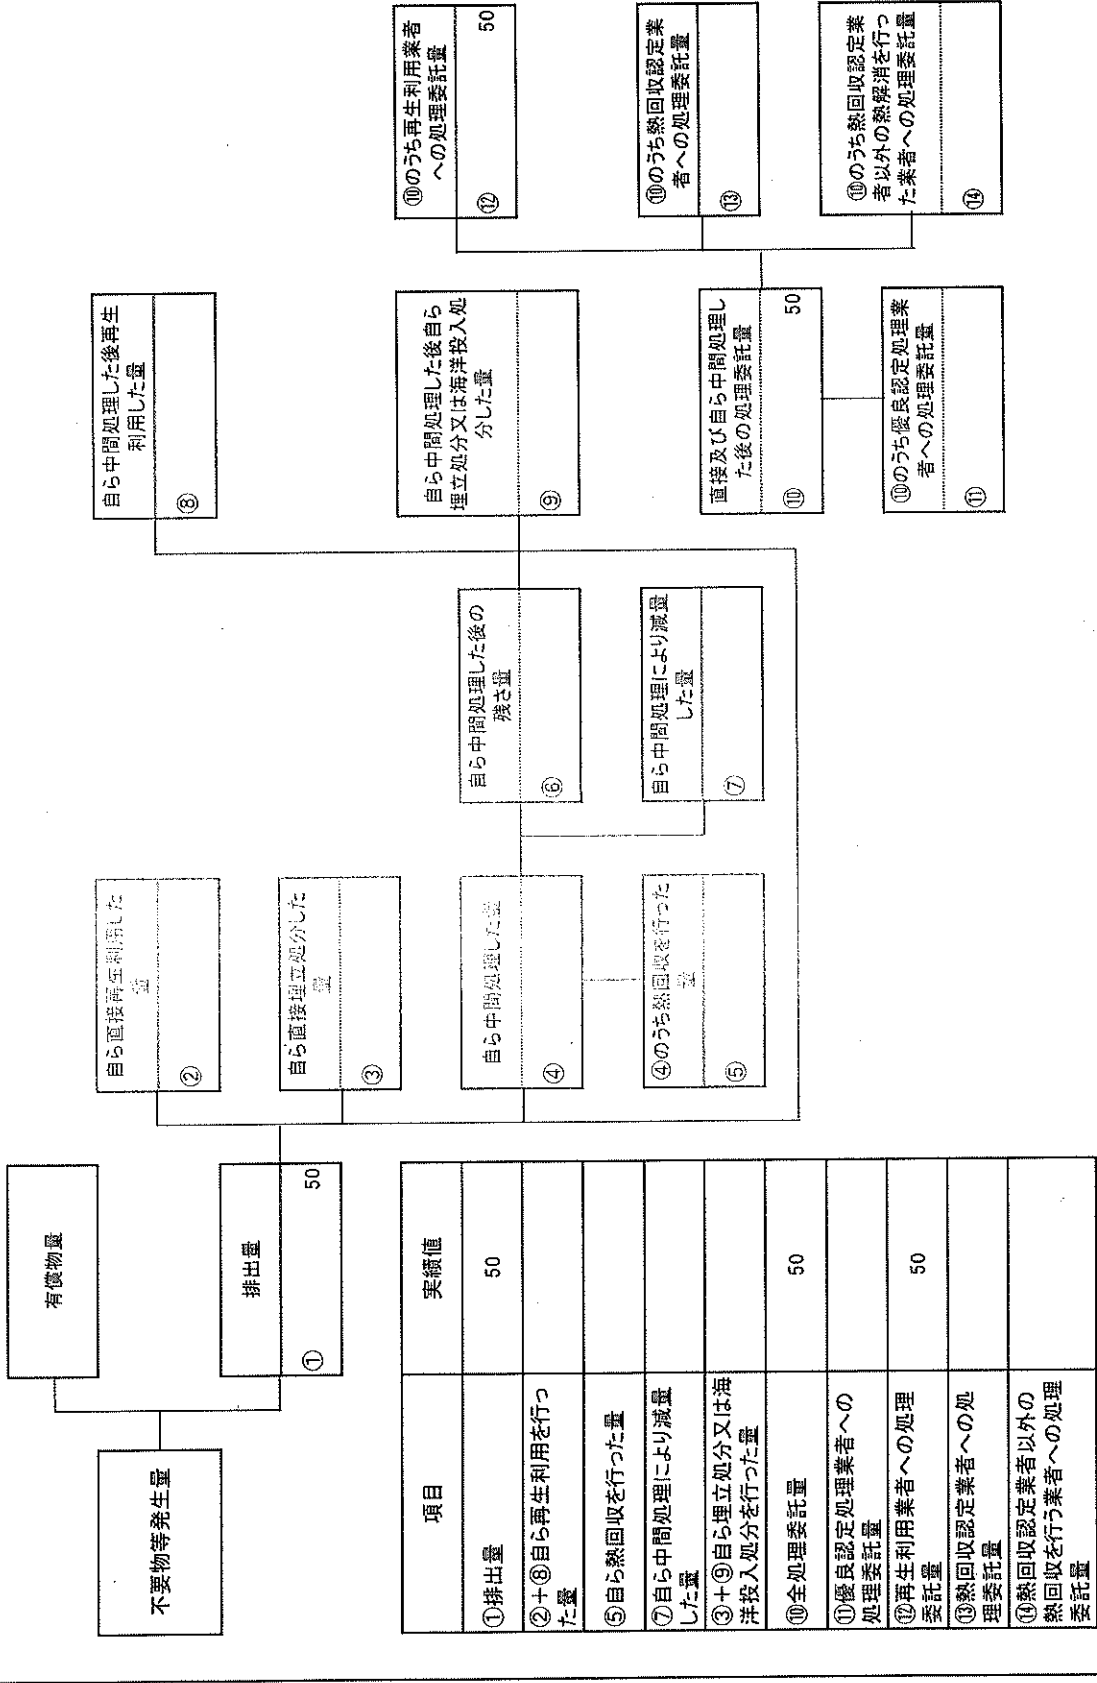 不要物等発生量
有償物量
排出量
① 50
自ら直接再生利用した
量
②
自ら直接埋立処分した
量
③
自ら中間処理した量
④
④のうち熱回収を行った
量
⑤
自ら中間処理した後の
残さ量
⑥
自ら中間処理により減量
した量
⑦
自ら中間処理した後再生
利用した量
⑧
自ら中間処理した後自ら
埋立処分又は海洋投入処
分した量
⑨
直接及び自ら中間処理し
た後の処理委託量
⑩ 50
⑩のうち優良認定処理業
者への処理委託量
⑪
⑩のうち再生利用業者
への処理委託量
⑫ 50
⑩のうち熱回収認定業
者への処理委託量
⑬
⑩のうち熱回収認定業
者以外の熱解消を行っ
た業者への処理委託量
⑭
項目 実績値
①排出量 50
②+⑧自ら再生利用を行っ
た量
⑤自ら熱回収を行った量
⑦自ら中間処理により減量
した量
③+⑨自ら埋立処分又は海
洋投入処分を行った量
⑩全処理委託量 50
⑪優良認定処理業者への
処理委託量
⑫再生利用業者への処理
委託量 50
⑬熱回収認定業者への処
理委託量
⑭熱回収認定業者以外の
熱回収を行う業者への処理
委託量